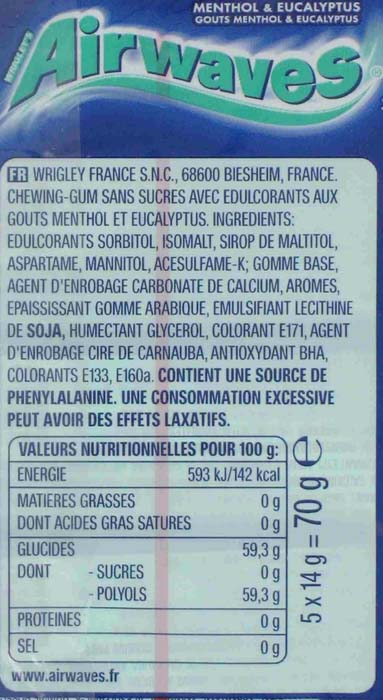 MENTHOL & EUCALYPTUS
GOUTS MENTHOL & EUCALYPTUS
WRIGLEY'S
Airwaves®
FR WRIGLEY FRANCE S.N.C., 68600 BIESHEIM, FRANCE.
CHEWING-GUM SANS SUCRES AVEC EDULCORANTS AUX
GOUTS MENTHOL ET EUCALYPTUS. INGREDIENTS:
EDULCORANTS SORBITOL, ISOMALT, SIROP DE MALTITOL,
ASPARTAME, MANNITOL, ACESULFAME-K; GOMME BASE,
AGENT D'ENROBAGE CARBONATE DE CALCIUM, AROMES,
EPAISSISSANT GOMME ARABIQUE, EMULSIFIANT LECITHINE
DE SOJA, HUMECTANT GLYCEROL, COLORANT E171, AGENT
D'ENROBAGE CIRE DE CARNAUBA, ANTIOXYDANT BHA,
COLORANTS E133, E160a. CONTIENT UNE SOURCE DE
PHENYLALANINE. UNE CONSOMMATION EXCESSIVE
PEUT AVOIR DES EFFETS LAXATIFS.
VALEURS NUTRITIONNELLES POUR 100 g:
ENERGIE 593 kJ/142 kcal
MATIERES GRASSES 0 g
DONT ACIDES GRAS SATURES 0 g
GLUCIDES 59,3 g
DONT - SUCRES 0 g
- POLYOLS 59,3 g
PROTEINES 0 g
SEL 0 g
5 x 14 g = 70 g e
www.airwaves.fr